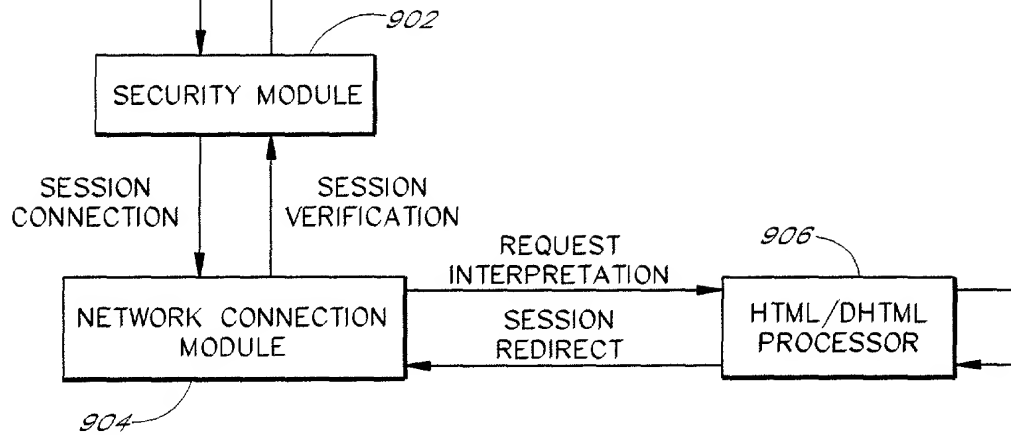 902
SECURITY MODULE
SESSION
CONNECTION
SESSION
VERIFICATION
906
REQUEST
INTERPRETATION
NETWORK CONNECTION
MODULE
SESSION
REDIRECT
HTML/DHTML
PROCESSOR
904